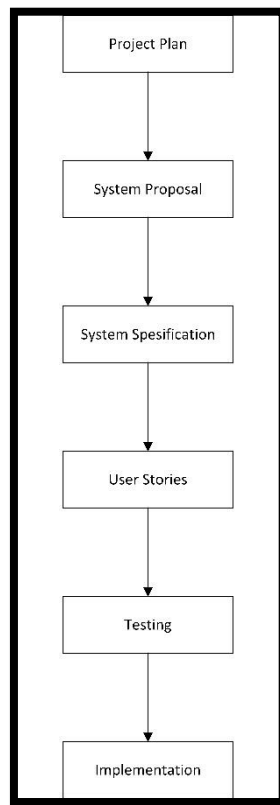 Project Plan
System Proposal
System Spesification
User Stories
Testing
Implementation